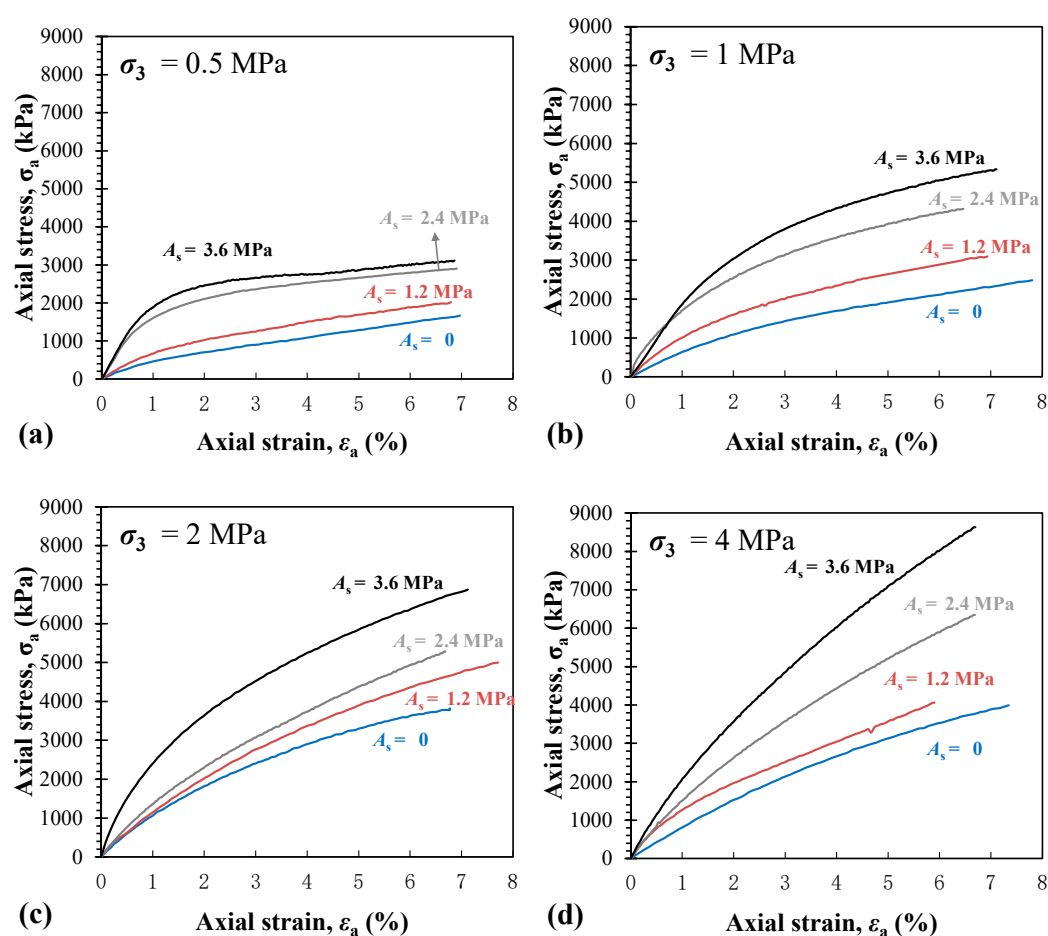 9000
8000
7000
6000
5000
4000
3000
2000
1000
0
Axial stress, σa (kPa)
σ3 = 0.5 MPa
As = 2.4 MPa
As = 3.6 MPa
As = 1.2 MPa
As = 0
0 1 2 3 4 5 6 7 8
(a)
Axial strain, εa (%)
9000
8000
7000
6000
5000
4000
3000
2000
1000
0
Axial stress, σa (kPa)
σ3 = 1 MPa
As = 3.6 MPa
As = 2.4 MPa
As = 1.2 MPa
As = 0
0 1 2 3 4 5 6 7 8
(b)
Axial strain, εa (%)
9000
8000
7000
6000
5000
4000
3000
2000
1000
0
Axial stress, σa (kPa)
σ3 = 2 MPa
As = 3.6 MPa
As = 2.4 MPa
As = 1.2 MPa
As = 0
0 1 2 3 4 5 6 7 8
(c)
Axial strain, εa (%)
9000
8000
7000
6000
5000
4000
3000
2000
1000
0
Axial stress, σa (kPa)
σ3 = 4 MPa
As = 3.6 MPa
As = 2.4 MPa
As = 1.2 MPa
As = 0
0 1 2 3 4 5 6 7 8
(d)
Axial strain, εa (%)